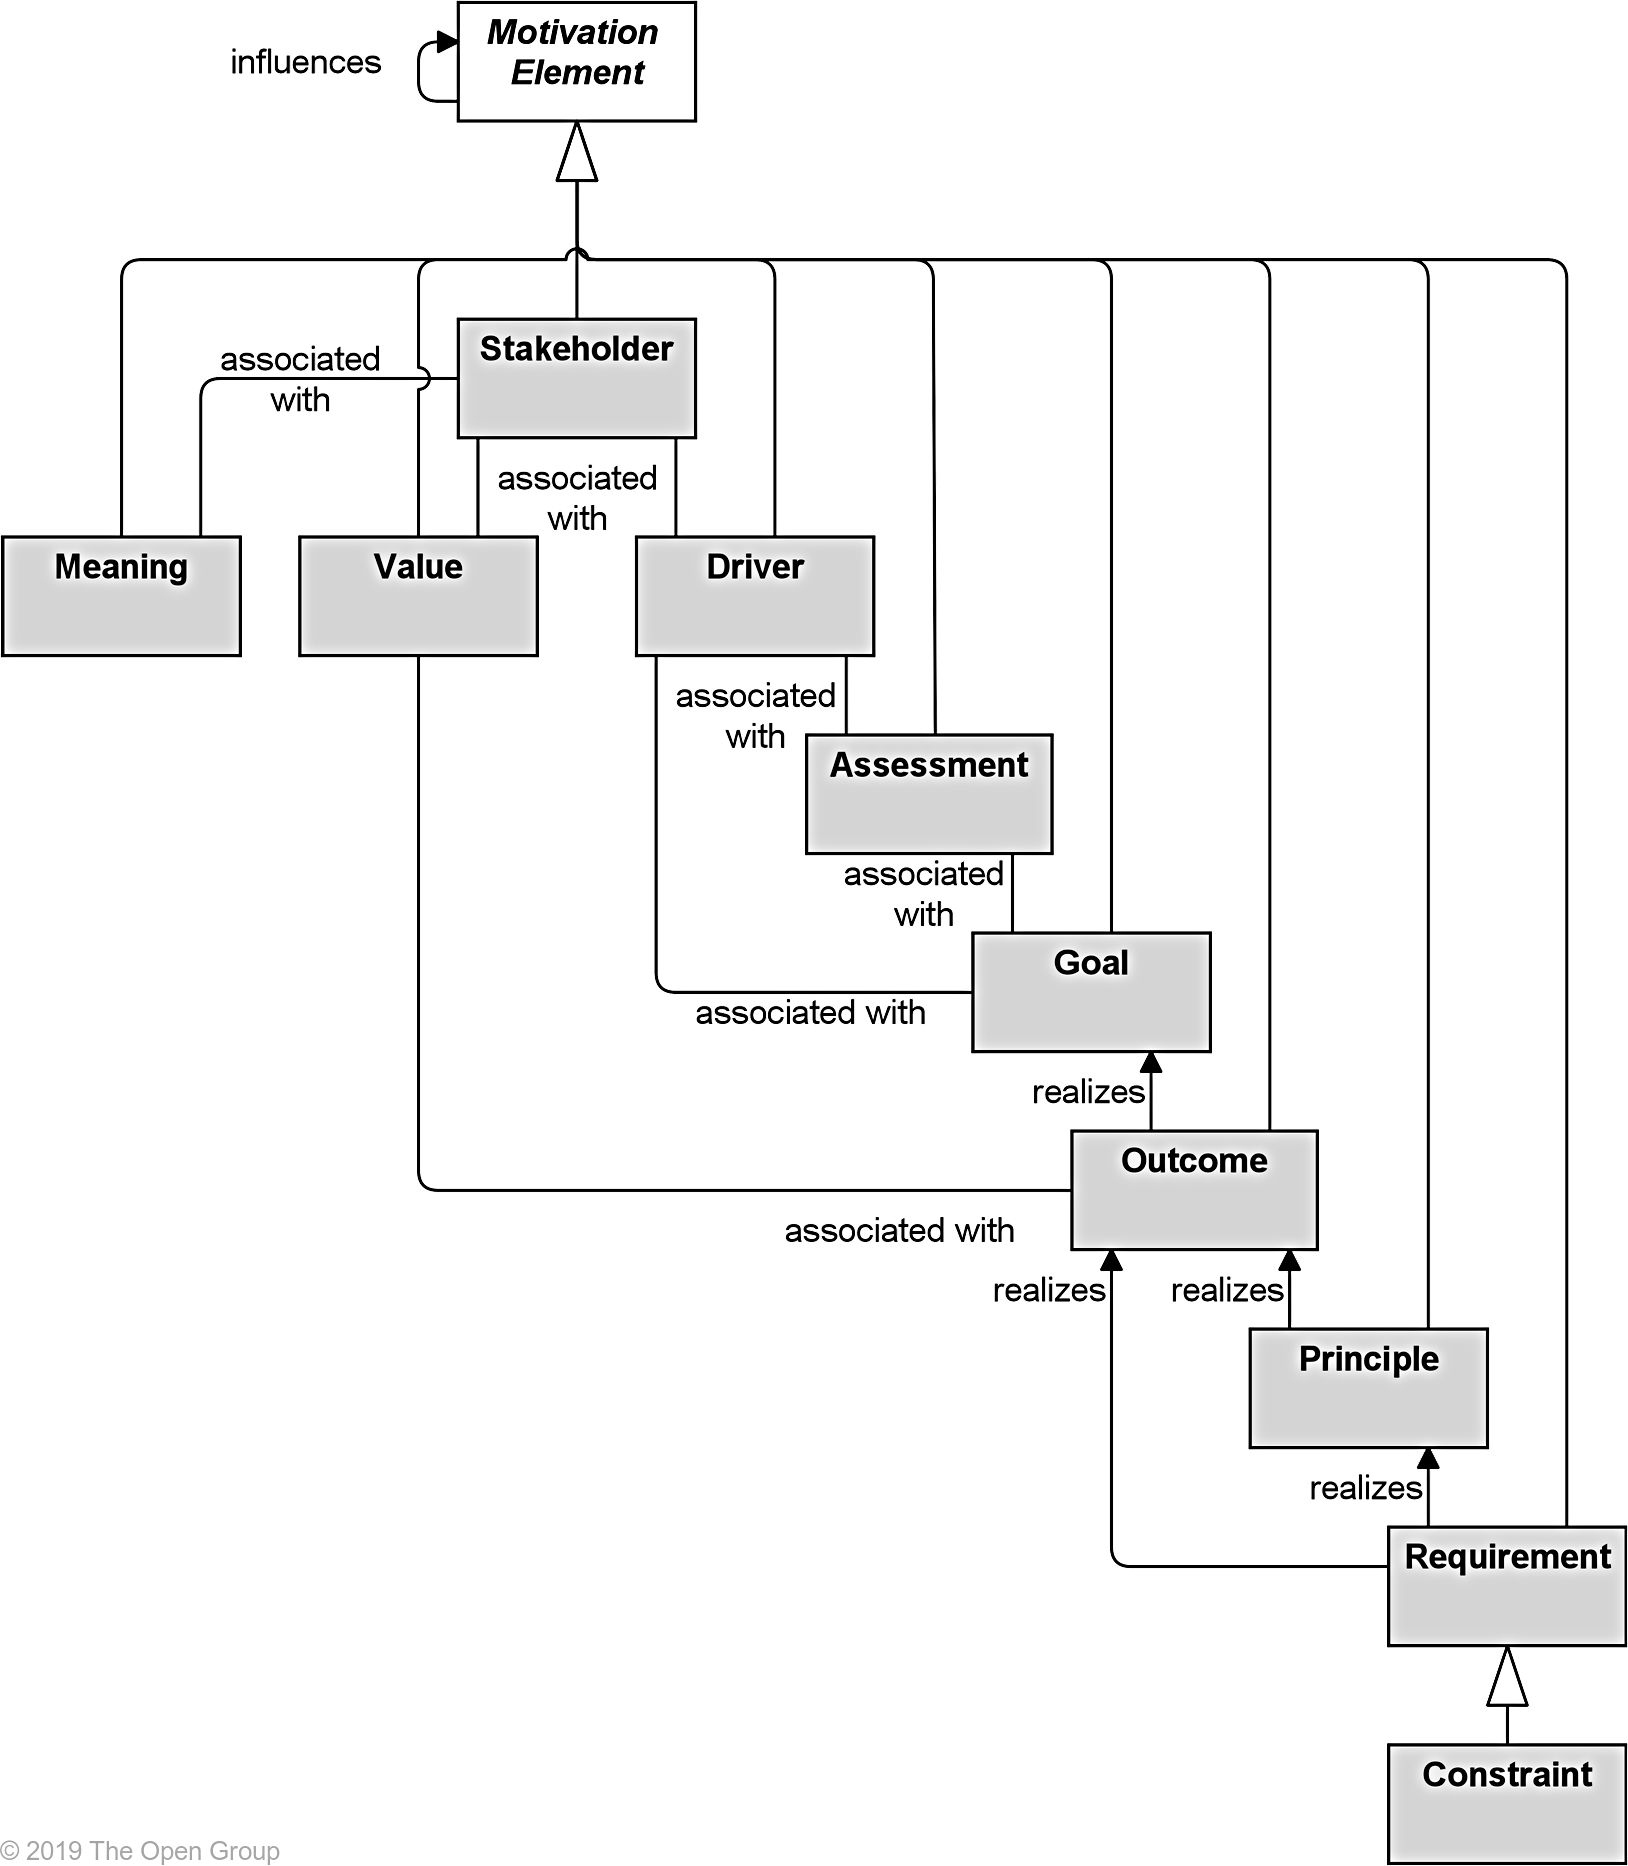 Motivation
Element
influences
Stakeholder
associated
with
associated
with
Meaning
Value
Driver
associated
with
Assessment
associated
with
Goal
associated with
realizes
Outcome
associated with
realizes
realizes
Principle
realizes
Requirement
Constraint
© 2019 The Open Group